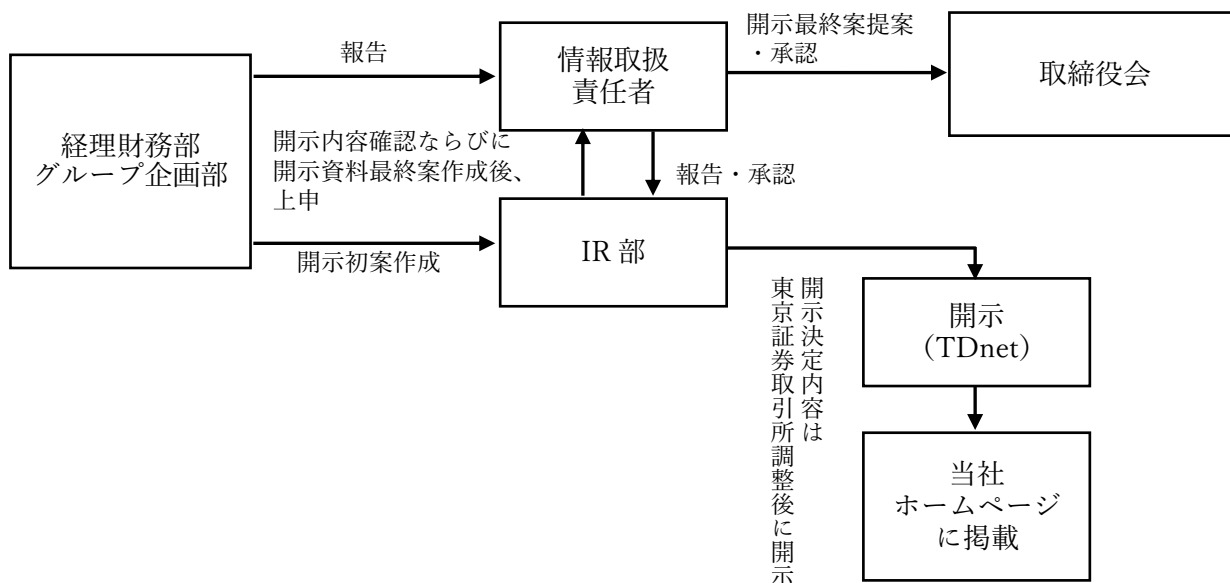 報告
情報取扱
責任者
開示最終案提案
・承認
取締役会
経理財務部
グループ企画部
開示内容確認ならびに
開示資料最終案作成後、
上申
報告・承認
開示初案作成
IR 部
開示決定内容は
東京証券取引所調整後に開示
開示
（TDnet）
当社
ホームページ
に掲載